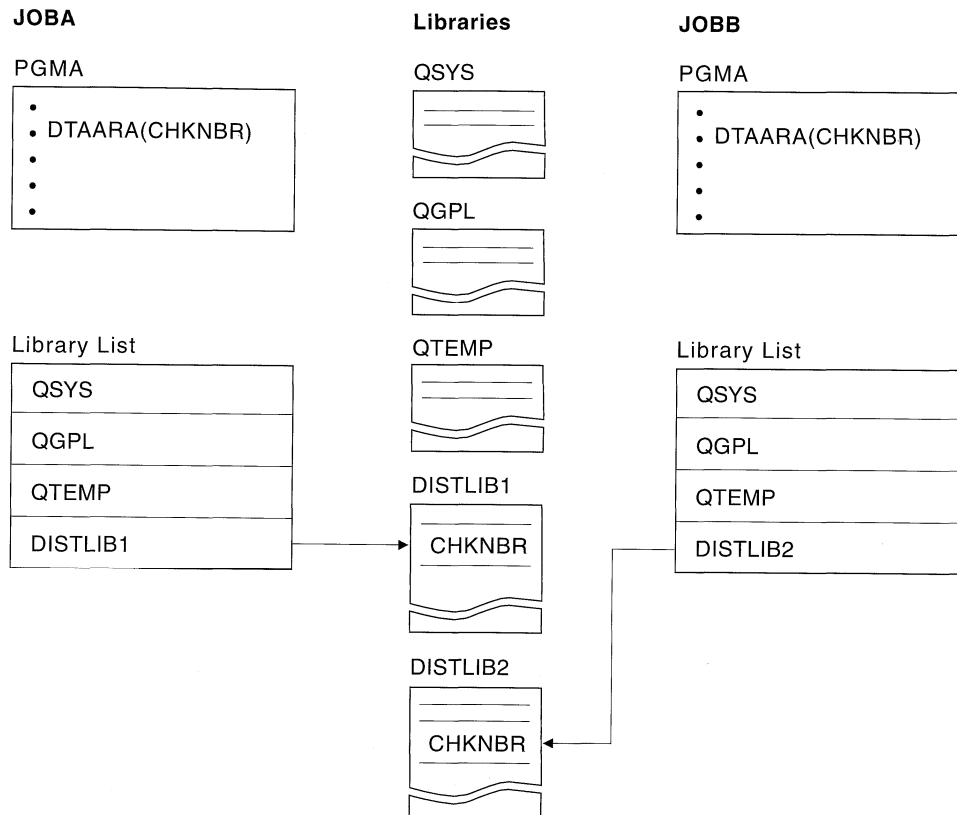 JOBA
PGMA
• 
• DTAARA(CHKNBR)
• 
• 
• 
Library List
QSYS
QGPL
QTEMP
DISTLIB1
Libraries
QSYS
QGPL
QTEMP
DISTLIB1
CHKNBR
DISTLIB2
CHKNBR
JOBB
PGMA
• 
• DTAARA(CHKNBR)
• 
• 
• 
Library List
QSYS
QGPL
QTEMP
DISTLIB2